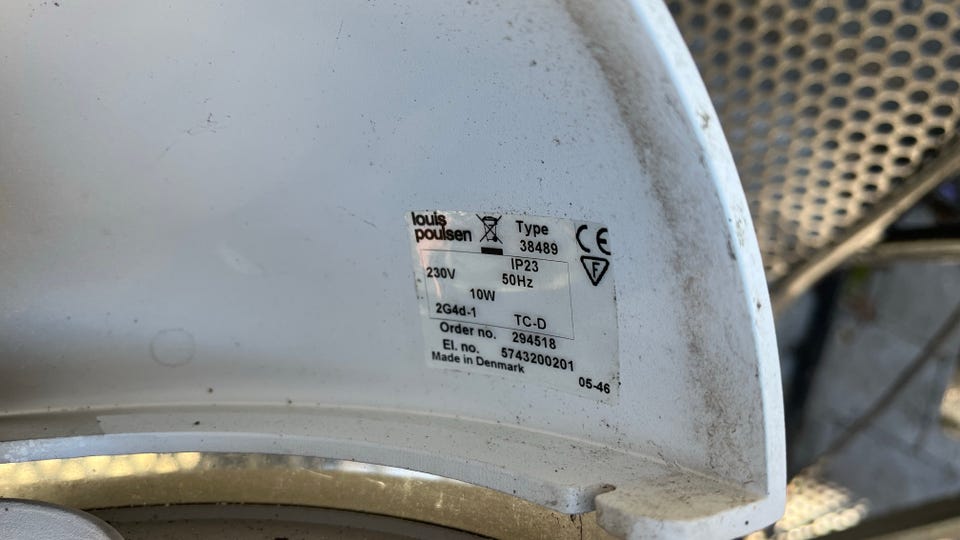 louis poulsen Type 38489 CE
F
IP23
230V 50Hz
10W
2G4d-1 TC-D
Order no. 294518
El. no. 5743200201
Made in Denmark 05-46